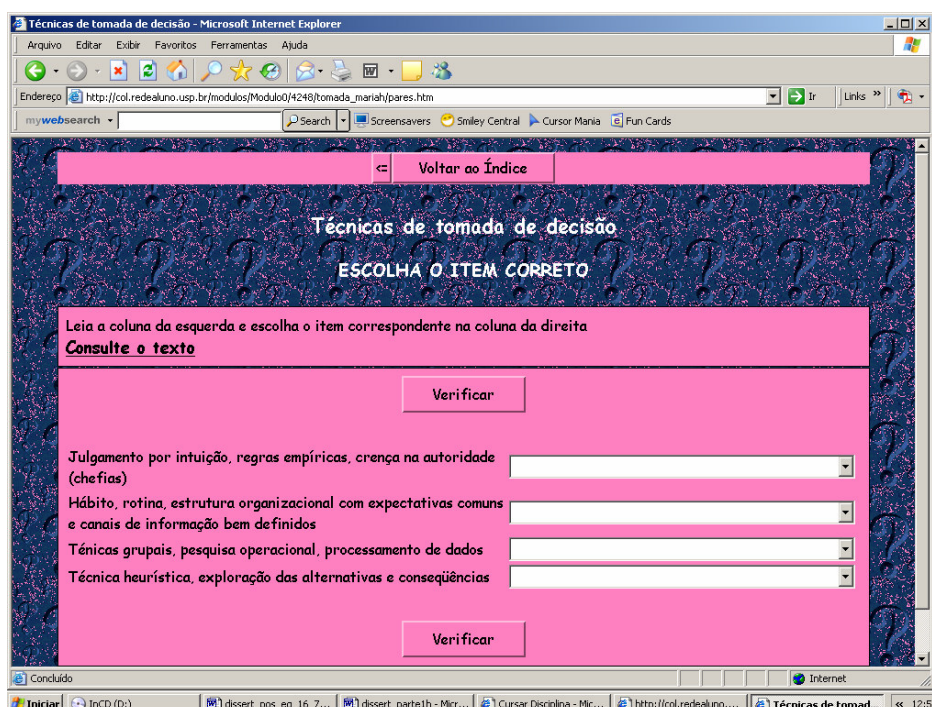 Técnicas de tomada de decisão - Microsoft Internet Explorer
Arquivo Editar Exibir Favoritos Ferramentas Ajuda
Endereço http://col.redealuno.usp.br/modulos/Modulo0/4248/tomada_mariah/pares.htm Ir Links »
mywebsearch Search Screensavers Smiley Central Cursor Mania Fun Cards
<= Voltar ao Índice
Técnicas de tomada de decisão
ESCOLHA O ITEM CORRETO
Leia a coluna da esquerda e escolha o item correspondente na coluna da direita
Consulte o texto
Verificar
Julgamento por intuição, regras empíricas, crença na autoridade
(chefias)
Hábito, rotina, estrutura organizacional com expectativas comuns
e canais de informação bem definidos
Ténicas grupais, pesquisa operacional, processamento de dados
Técnica heurística, exploração das alternativas e conseqüências
Verificar
Concluído Internet
Iniciar InCD (D:) dissert_pos_eq_16_7... dissert_parte1h - Micr... Cursar Disciplina - Mic... http://col.redealuno.... Técnicas de tomad... « 12:5